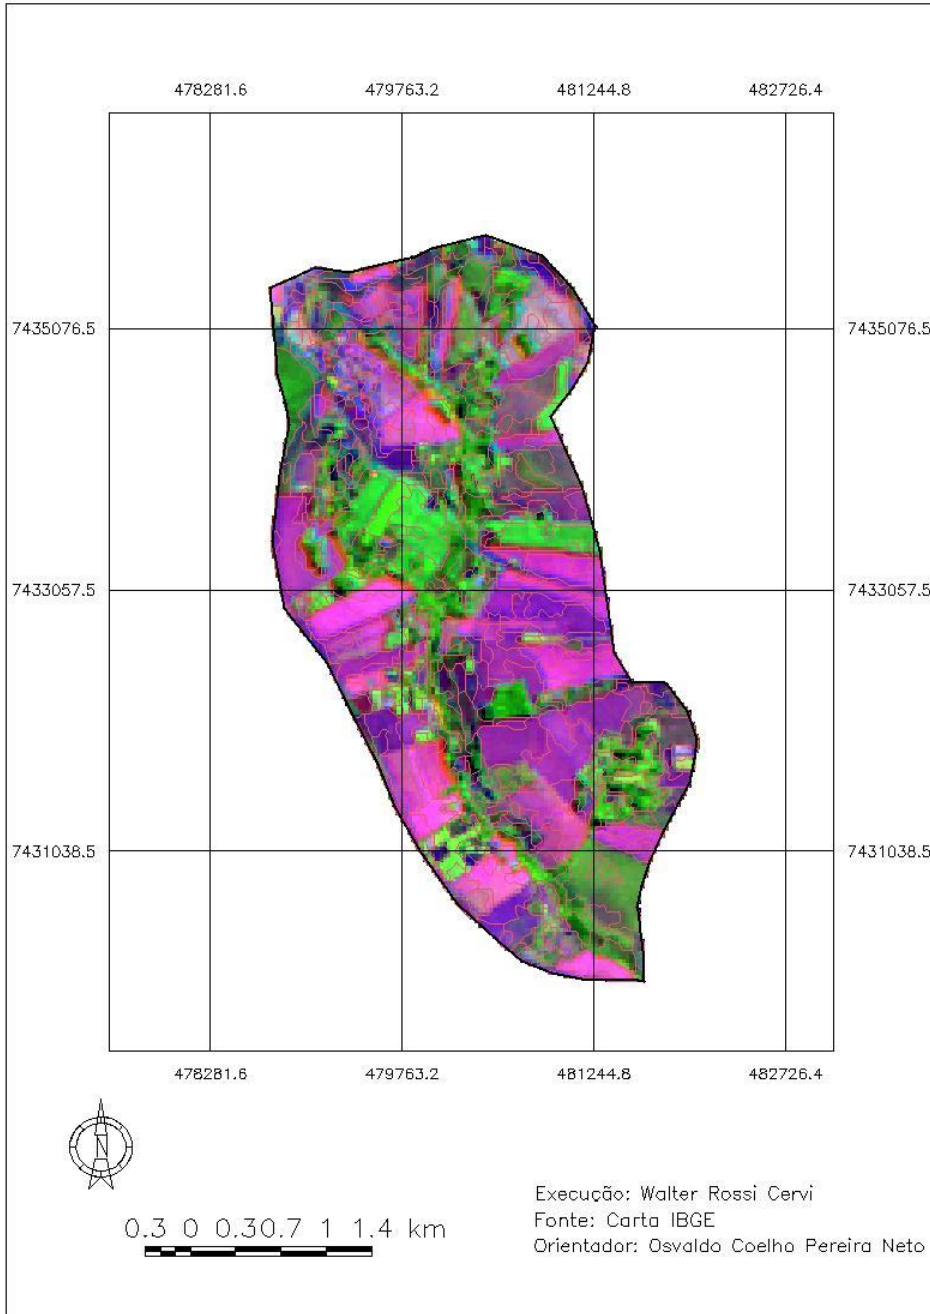 478281.6 479763.2 481244.8 482726.4
7435076.5 7435076.5
7433057.5 7433057.5
7431038.5 7431038.5
478281.6 479763.2 481244.8 482726.4
N
Execução: Walter Rossi Cervi
Fonte: Carta IBGE
Orientador: Osvaldo Coelho Pereira Neto
0.3 0 0.30.7 1 1.4 km